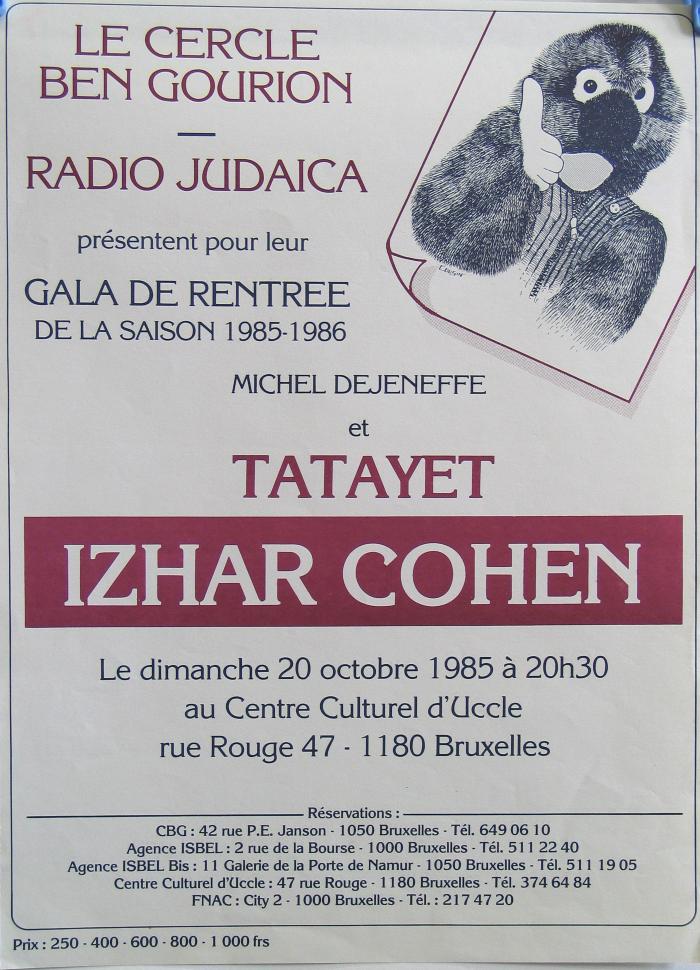 LE CERCLE
BEN GOURION
RADIO JUDAICA
présentent pour leur
GALA DE RENTREE
DE LA SAISON 1985-1986
MICHEL DEJENEFFE
et
TATAYET
IZHAR COHEN
Le dimanche 20 octobre 1985 à 20h30
au Centre Culturel d'Uccle
rue Rouge 47 - 1180 Bruxelles
Réservations :
CBG : 42 rue P.E. Janson - 1050 Bruxelles - Tél. 649 06 10
Agence ISBEL : 2 rue de la Bourse - 1000 Bruxelles - Tél. 511 22 40
Agence ISBEL Bis : 11 Galerie de la Porte de Namur - 1050 Bruxelles - Tél. 511 19 05
Centre Culturel d'Uccle : 47 rue Rouge - 1180 Bruxelles - Tél. 374 64 84
FNAC : City 2 - 1000 Bruxelles - Tél. : 217 47 20
Prix : 250 - 400 - 600 - 800 - 1 000 frs